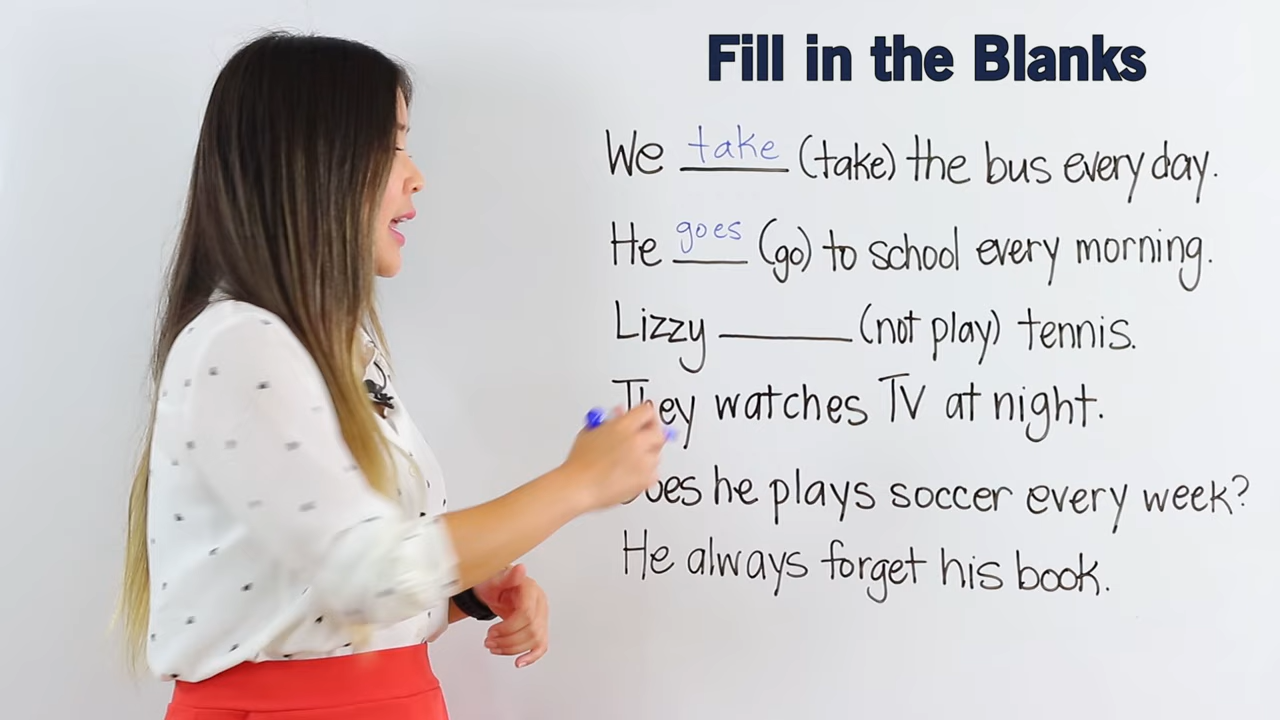 Fill in the Blanks
We take (take) the bus every day.
He goes (go) to school every morning.
Lizzy ______ (not play) tennis.
They watches TV at night.
Does he plays soccer every week?
He always forget his book.